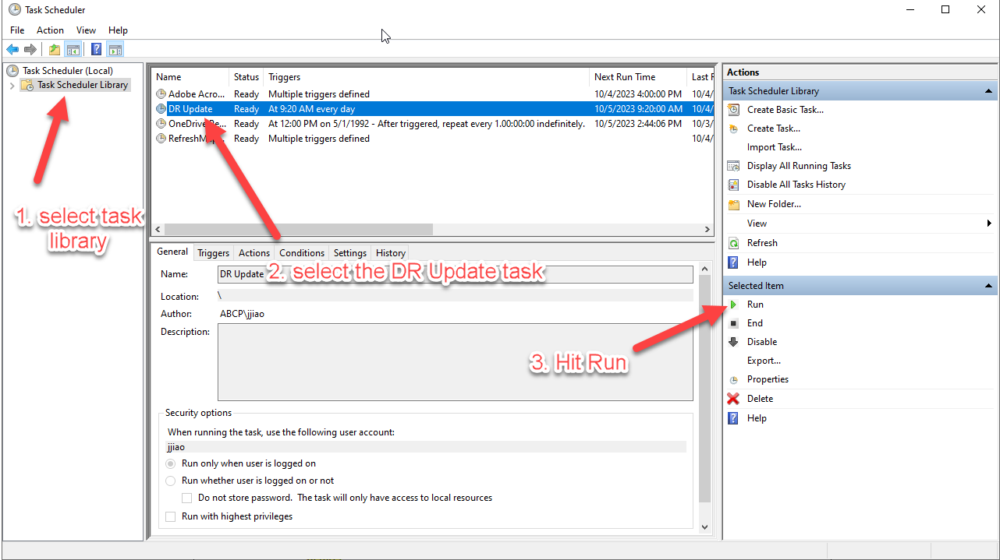 Task Scheduler
File Action View Help
Task Scheduler (Local)
Task Scheduler Library
1. select task
library
Name Status Triggers Next Run Time Last R
Adobe Acro... Ready Multiple triggers defined 10/4/2023 4:00:00 PM 10/4/
DR Update Ready At 9:20 AM every day 10/5/2023 9:20:00 AM 10/4/
OneDrive Re... Ready At 12:00 PM on 5/1/1992 - After triggered, repeat every 1.00:00:00 indefinitely. 10/5/2023 2:44:06 PM 10/3/
Ready Multiple triggers defined 10/4/
General Triggers Actions Conditions Settings History
2. select the DR Update task
Name: DR Update
Location: \
Author: ABCP\jjiao
Description:
3. Hit Run
Security options
When running the task, use the following user account:
jjiao
Run only when user is logged on
Run whether user is logged on or not
Do not store password. The task will only have access to local resources
Run with highest privileges
Actions
Task Scheduler Library
Create Basic Task...
Create Task...
Import Task...
Display All Running Tasks
Disable All Tasks History
New Folder...
View
Refresh
Help
Selected Item
Run
End
Disable
Export...
Properties
Delete
Help